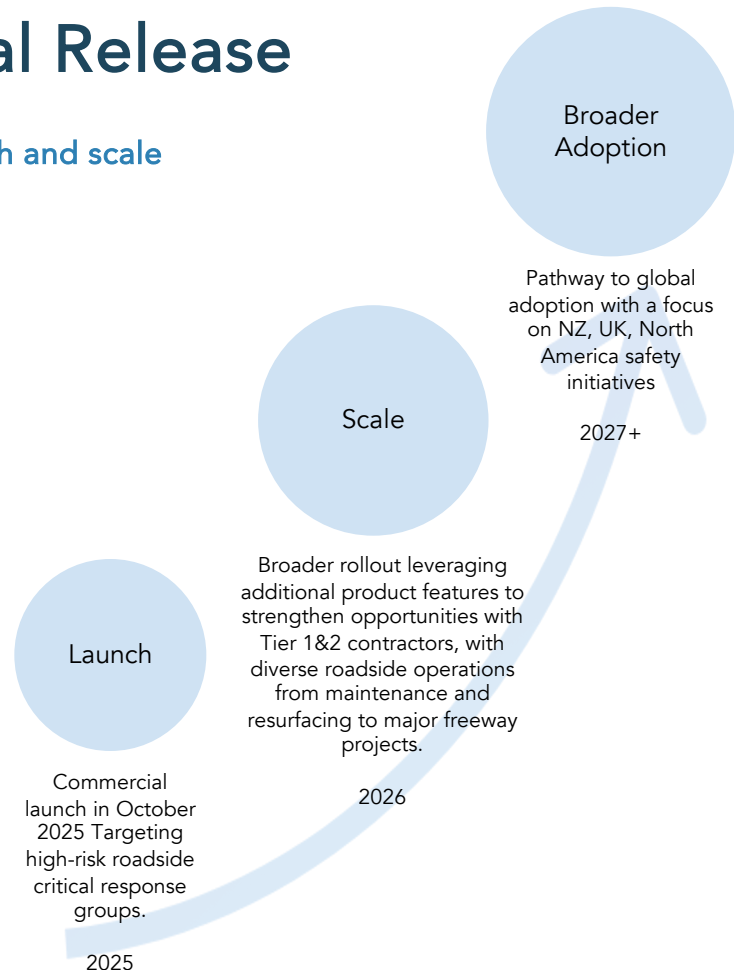 al Release
h and scale
Broader
Adoption
Pathway to global
adoption with a focus
on NZ, UK, North
America safety
initiatives
2027+
Scale
Broader rollout leveraging
additional product features to
strengthen opportunities with
Tier 1&2 contractors, with
diverse roadside operations
from maintenance and
resurfacing to major freeway
projects.
2026
Launch
Commercial
launch in October
2025 Targeting
high-risk roadside
critical response
groups.
2025